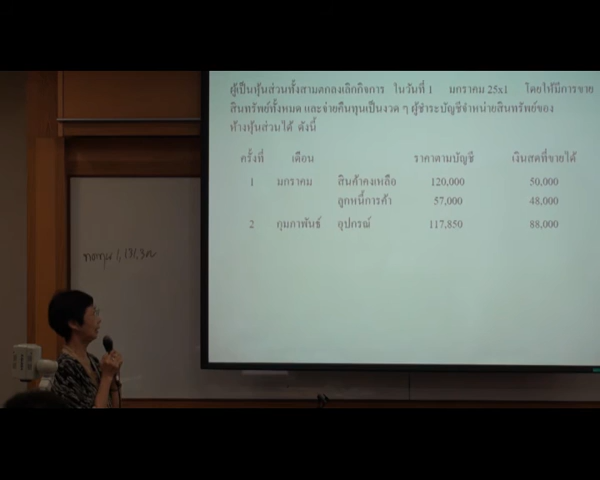 ผู้เป็นหุ้นส่วนทั้งสามตกลงเลิกกิจการ ในวันที่ 1 มกราคม 25x1 โดยให้มีการขาย
สินทรัพย์ทั้งหมด และจ่ายคืนทุนเป็นงวด ๆ ผู้ชำระบัญชีจำหน่ายสินทรัพย์ของ
ห้างหุ้นส่วนได้ ดังนี้
ครั้งที่ เดือน ราคาตามบัญชี เงินสดที่ขายได้
1 มกราคม สินค้าคงเหลือ 120,000 50,000
ลูกหนี้การค้า 57,000 48,000
2 กุมภาพันธ์ อุปกรณ์ 117,850 88,000